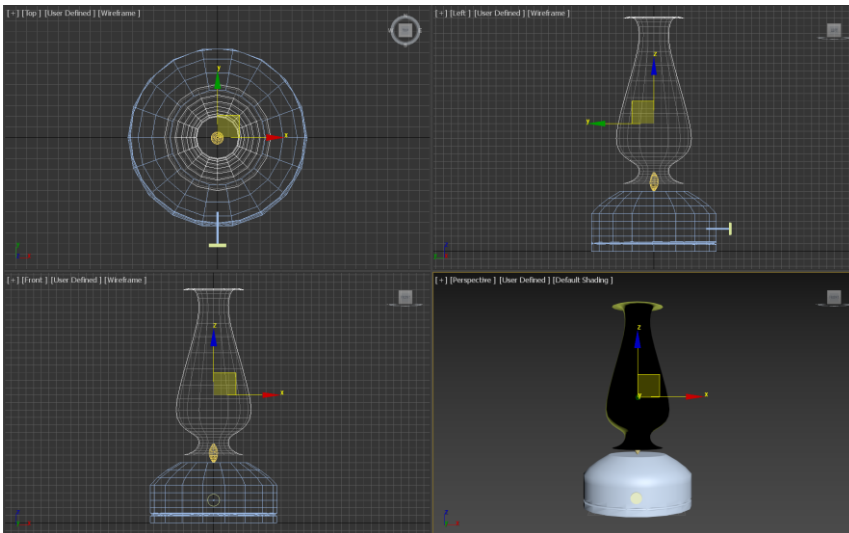 [+] [Top] [User Defined] [Wireframe]
[+] [Left] [User Defined] [Wireframe]
y
x
z
y
[+] [Front] [User Defined] [Wireframe]
[+] [Perspective] [User Defined] [Default Shading]
z
x
z
x